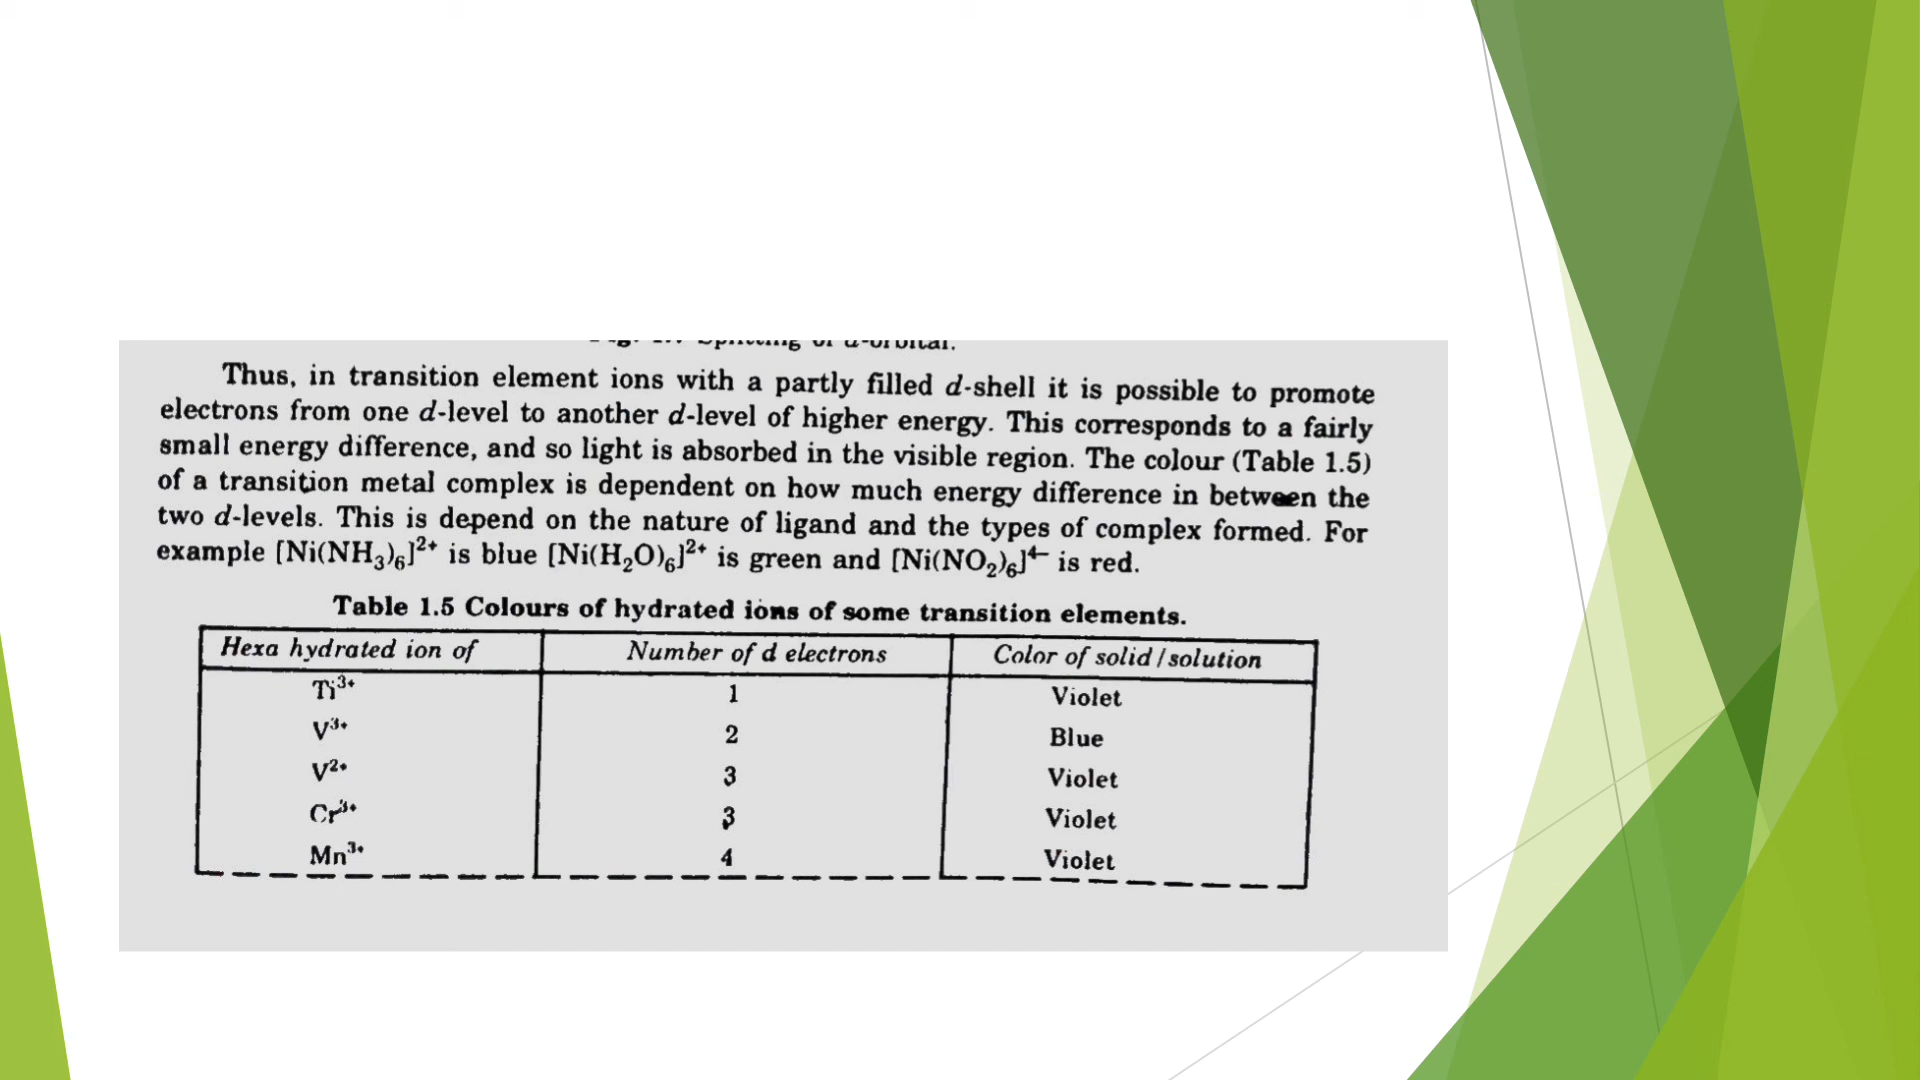 Splitting of d-orbital.
Thus, in transition element ions with a partly filled d-shell it is possible to promote
electrons from one d-level to another d-level of higher energy. This corresponds to a fairly
small energy difference, and so light is absorbed in the visible region. The colour (Table 1.5)
of a transition metal complex is dependent on how much energy difference in between the
two d-levels. This is depend on the nature of ligand and the types of complex formed. For
example [Ni(NH₃)₆]²⁺ is blue [Ni(H₂O)₆]²⁺ is green and [Ni(NO₂)₆]⁴⁻ is red.
Table 1.5 Colours of hydrated ions of some transition elements.
Hexa hydrated ion of Number of d electrons Color of solid / solution
Ti³⁺ 1 Violet
V³⁺ 2 Blue
V²⁺ 3 Violet
Cr³⁺ 3 Violet
Mn³⁺ 4 Violet